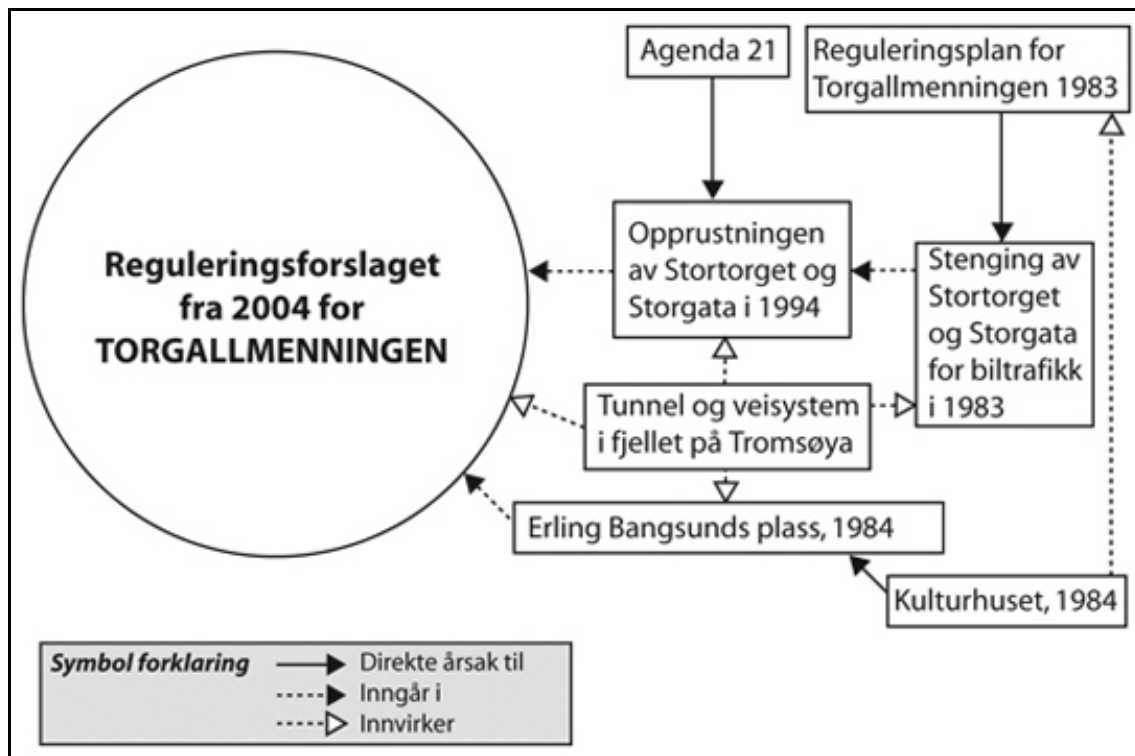 Agenda 21
Reguleringsplan for
Torgallmenningen 1983
Reguleringsforslaget
fra 2004 for
TORGALLMENNINGEN
Opprustningen
av Stortorget og
Storgata i 1994
Stenging av
Stortorget
og Storgata
for biltrafikk
i 1983
Tunnel og veisystem
i fjellet på Tromsøya
Erling Bangsunds plass, 1984
Kulturhuset, 1984
Symbol forklaring
Direkte årsak til
Inngår i
Innvirker